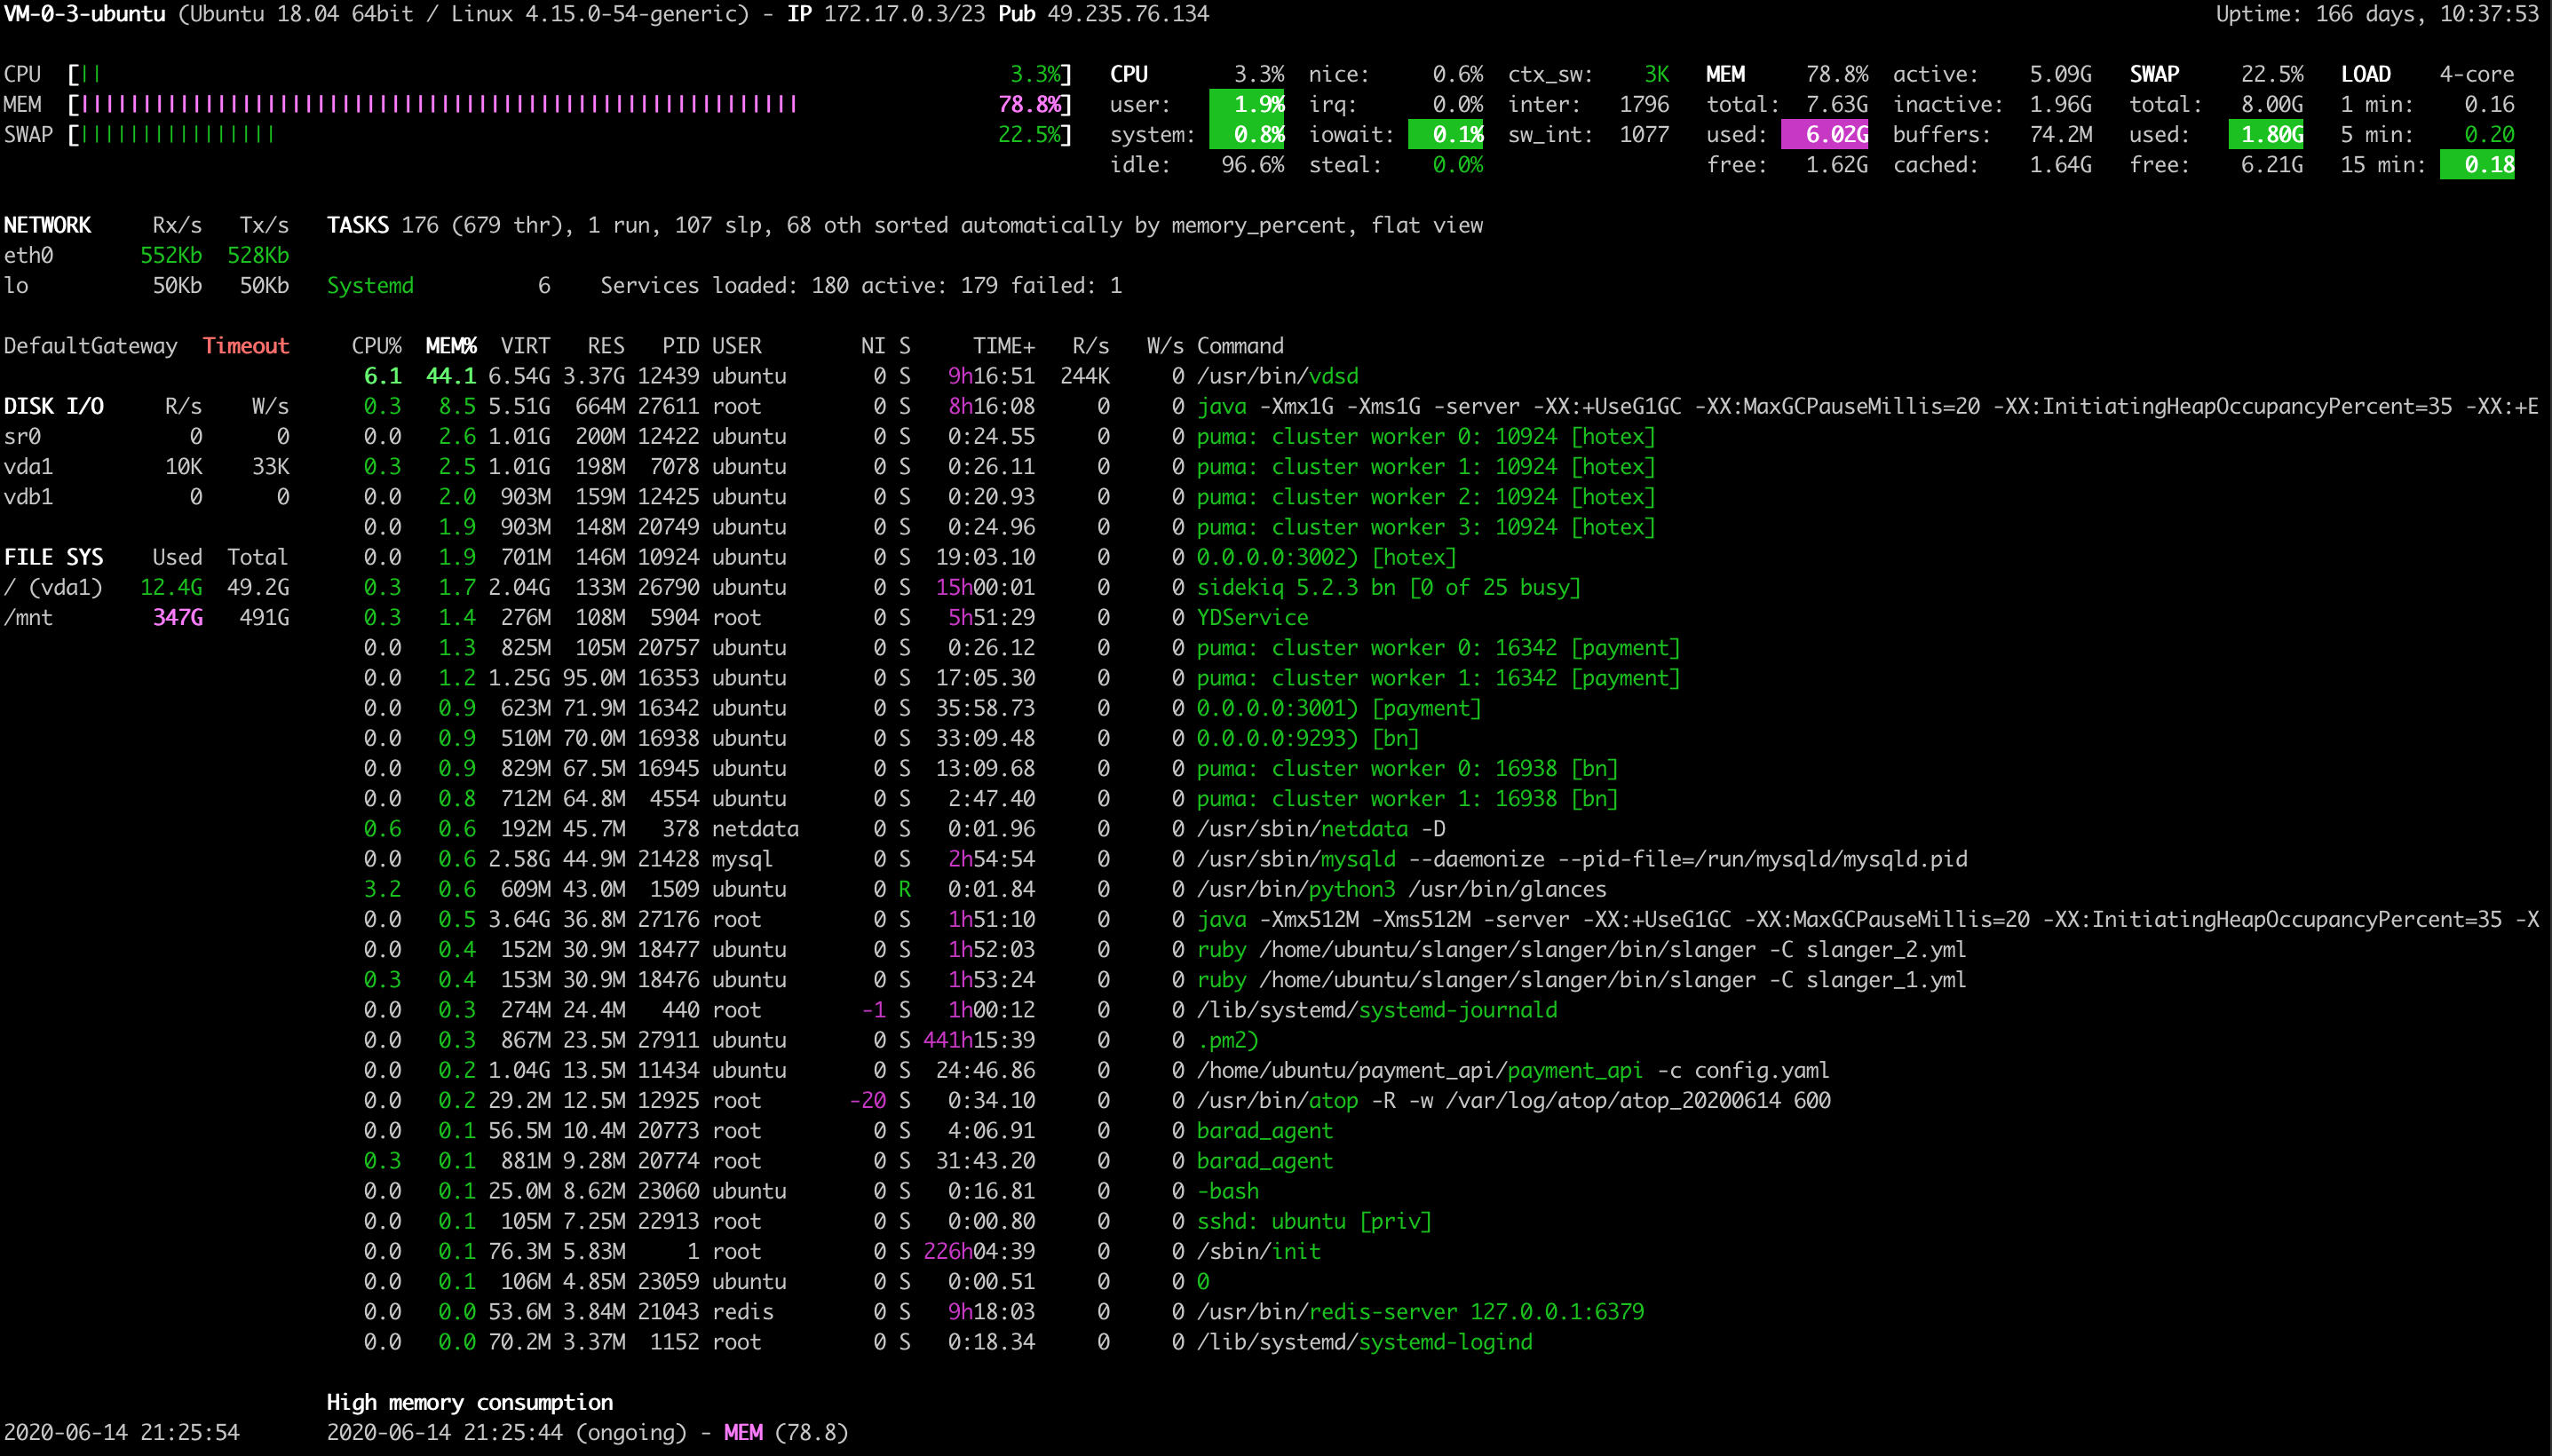 VM-0-3-ubuntu (Ubuntu 18.04 64bit / Linux 4.15.0-54-generic) - IP 172.17.0.3/23 Pub 49.235.76.134 Uptime: 166 days, 10:37:53
CPU [|| 3.3%] CPU 3.3% nice: 0.6% ctx_sw: 3K MEM 78.8% active: 5.09G SWAP 22.5% LOAD 4-core
MEM [|||||||||||||||||||||||||||||||||||||||||||||||||||||||||| 78.8%] user: 1.9% irq: 0.0% inter: 1796 total: 7.63G inactive: 1.96G total: 8.00G 1 min: 0.16
SWAP [|||||||||||||||| 22.5%] system: 0.8% iowait: 0.1% sw_int: 1077 used: 6.02G buffers: 74.2M used: 1.80G 5 min: 0.20
idle: 96.6% steal: 0.0% free: 1.62G cached: 1.64G free: 6.21G 15 min: 0.18
NETWORK Rx/s Tx/s TASKS 176 (679 thr), 1 run, 107 slp, 68 oth sorted automatically by memory_percent, flat view
eth0 552Kb 528Kb
lo 50Kb 50Kb Systemd 6 Services loaded: 180 active: 179 failed: 1
DefaultGateway Timeout CPU% MEM% VIRT RES PID USER NI S TIME+ R/s W/s Command
6.1 44.1 6.54G 3.37G 12439 ubuntu 0 S 9h16:51 244K 0 /usr/bin/vdsd
DISK I/O R/s W/s 0.3 8.5 5.51G 664M 27611 root 0 S 8h16:08 0 0 java -Xmx1G -Xms1G -server -XX:+UseG1GC -XX:MaxGCPauseMillis=20 -XX:InitiatingHeapOccupancyPercent=35 -XX:+E
sr0 0 0 0.0 2.6 1.01G 200M 12422 ubuntu 0 S 0:24.55 0 0 puma: cluster worker 0: 10924 [hotex]
vda1 10K 33K 0.3 2.5 1.01G 198M 7078 ubuntu 0 S 0:26.11 0 0 puma: cluster worker 1: 10924 [hotex]
vdb1 0 0 0.0 2.0 903M 159M 12425 ubuntu 0 S 0:20.93 0 0 puma: cluster worker 2: 10924 [hotex]
0.0 1.9 903M 148M 20749 ubuntu 0 S 0:24.96 0 0 puma: cluster worker 3: 10924 [hotex]
FILE SYS Used Total 0.0 1.9 701M 146M 10924 ubuntu 0 S 19:03.10 0 0 0.0.0.0:3002) [hotex]
/ (vda1) 12.4G 49.2G 0.3 1.7 2.04G 133M 26790 ubuntu 0 S 15h00:01 0 0 sidekiq 5.2.3 bn [0 of 25 busy]
/mnt 347G 491G 0.3 1.4 276M 108M 5904 root 0 S 5h51:29 0 0 YDService
0.0 1.3 825M 105M 20757 ubuntu 0 S 0:26.12 0 0 puma: cluster worker 0: 16342 [payment]
0.0 1.2 1.25G 95.0M 16353 ubuntu 0 S 17:05.30 0 0 puma: cluster worker 1: 16342 [payment]
0.0 0.9 623M 71.9M 16342 ubuntu 0 S 35:58.73 0 0 0.0.0.0:3001) [payment]
0.0 0.9 510M 70.0M 16938 ubuntu 0 S 33:09.48 0 0 0.0.0.0:9293) [bn]
0.0 0.9 829M 67.5M 16945 ubuntu 0 S 13:09.68 0 0 puma: cluster worker 0: 16938 [bn]
0.0 0.8 712M 64.8M 4554 ubuntu 0 S 2:47.40 0 0 puma: cluster worker 1: 16938 [bn]
0.6 0.6 192M 45.7M 378 netdata 0 S 0:01.96 0 0 /usr/sbin/netdata -D
0.0 0.6 2.58G 44.9M 21428 mysql 0 S 2h54:54 0 0 /usr/sbin/mysqld --daemonize --pid-file=/run/mysqld/mysqld.pid
3.2 0.6 609M 43.0M 1509 ubuntu 0 R 0:01.84 0 0 /usr/bin/python3 /usr/bin/glances
0.0 0.5 3.64G 36.8M 27176 root 0 S 1h51:10 0 0 java -Xmx512M -Xms512M -server -XX:+UseG1GC -XX:MaxGCPauseMillis=20 -XX:InitiatingHeapOccupancyPercent=35 -X
0.0 0.4 152M 30.9M 18477 ubuntu 0 S 1h52:03 0 0 ruby /home/ubuntu/slanger/slanger/bin/slanger -C slanger_2.yml
0.3 0.4 153M 30.9M 18476 ubuntu 0 S 1h53:24 0 0 ruby /home/ubuntu/slanger/slanger/bin/slanger -C slanger_1.yml
0.0 0.3 274M 24.4M 440 root -1 S 1h00:12 0 0 /lib/systemd/systemd-journald
0.0 0.3 867M 23.5M 27911 ubuntu 0 S 441h15:39 0 0 .pm2)
0.0 0.2 1.04G 13.5M 11434 ubuntu 0 S 24:46.86 0 0 /home/ubuntu/payment_api/payment_api -c config.yaml
0.0 0.2 29.2M 12.5M 12925 root -20 S 0:34.10 0 0 /usr/bin/atop -R -w /var/log/atop/atop_20200614 600
0.0 0.1 56.5M 10.4M 20773 root 0 S 4:06.91 0 0 barad_agent
0.3 0.1 881M 9.28M 20774 root 0 S 31:43.20 0 0 barad_agent
0.0 0.1 25.0M 8.62M 23060 ubuntu 0 S 0:16.81 0 0 -bash
0.0 0.1 105M 7.25M 22913 root 0 S 0:00.80 0 0 sshd: ubuntu [priv]
0.0 0.1 76.3M 5.83M 1 root 0 S 226h04:39 0 0 /sbin/init
0.0 0.1 106M 4.85M 23059 ubuntu 0 S 0:00.51 0 0 0
0.0 0.0 53.6M 3.84M 21043 redis 0 S 9h18:03 0 0 /usr/bin/redis-server 127.0.0.1:6379
0.0 0.0 70.2M 3.37M 1152 root 0 S 0:18.34 0 0 /lib/systemd/systemd-logind
High memory consumption
2020-06-14 21:25:54 2020-06-14 21:25:44 (ongoing) - MEM (78.8)